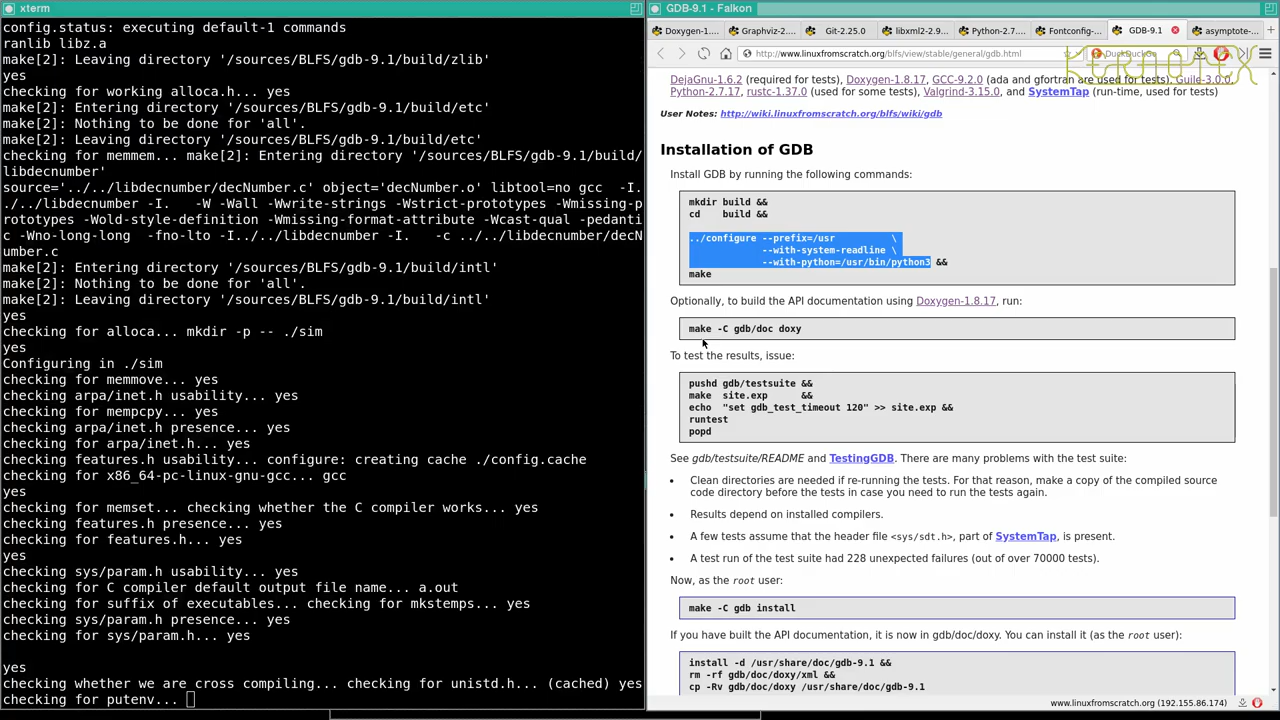 xterm
config.status: executing default-1 commands
ranlib libz.a
make[2]: Leaving directory '/sources/BLFS/gdb-9.1/build/zlib'
yes
checking for working alloca.h... yes
make[2]: Entering directory '/sources/BLFS/gdb-9.1/build/etc'
make[2]: Nothing to be done for 'all'.
make[2]: Leaving directory '/sources/BLFS/gdb-9.1/build/etc'
checking for memmem... make[2]: Entering directory '/sources/BLFS/gdb-9.1/build/
libdecnumber'
source='../../libdecnumber/decNumber.c' object='decNumber.o' libtool=no gcc  -I.
./../libdecnumber -I.   -W -Wall -Wwrite-strings -Wstrict-prototypes -Wmissing-p
rototypes -Wold-style-definition -Wmissing-format-attribute -Wcast-qual -pedanti
c -Wno-long-long  -fno-lto -I../../libdecnumber -I.   -c ../../libdecnumber/decN
umber.c
make[2]: Entering directory '/sources/BLFS/gdb-9.1/build/intl'
make[2]: Nothing to be done for 'all'.
make[2]: Leaving directory '/sources/BLFS/gdb-9.1/build/intl'
yes
checking for alloca... mkdir -p -- ./sim
yes
Configuring in ./sim
checking for memmove... yes
checking arpa/inet.h usability... yes
checking for mempcpy... yes
checking arpa/inet.h presence... yes
checking for arpa/inet.h... yes
checking features.h usability... configure: creating cache ./config.cache
checking for x86_64-pc-linux-gnu-gcc... gcc
yes
checking for memset... checking whether the C compiler works... yes
checking features.h presence... yes
checking for features.h... yes
yes
checking sys/param.h usability... yes
checking for C compiler default output file name... a.out
checking for suffix of executables... checking for mkstemps... yes
checking sys/param.h presence... yes
checking for sys/param.h... yes
yes
checking whether we are cross compiling... checking for unistd.h... (cached) yes
checking for putenv...
GDB-9.1 - Falkon
Doxygen-1.... Graphviz-2.... Git-2.25.0 libxml2-2.9... Python-2.7.... Fontconfig-... GDB-9.1 asymptote-...
http://www.linuxfromscratch.org/blfs/view/stable/general/gdb.html DuckDuckGo
KERNOTEX
DejaGnu-1.6.2 (required for tests), Doxygen-1.8.17, GCC-9.2.0 (ada and gfortran are used for tests), Guile-3.0.0,
Python-2.7.17, rustc-1.37.0 (used for some tests), Valgrind-3.15.0, and SystemTap (run-time, used for tests)
User Notes: http://wiki.linuxfromscratch.org/blfs/wiki/gdb
Installation of GDB
Install GDB by running the following commands:
mkdir build &&
cd    build &&
../configure --prefix=/usr          \
--with-system-readline \
--with-python=/usr/bin/python3 &&
make
Optionally, to build the API documentation using Doxygen-1.8.17, run:
make -C gdb/doc doxy
To test the results, issue:
pushd gdb/testsuite &&
make  site.exp      &&
echo  "set gdb_test_timeout 120" >> site.exp &&
runtest
popd
See gdb/testsuite/README and TestingGDB. There are many problems with the test suite:
• Clean directories are needed if re-running the tests. For that reason, make a copy of the compiled source
code directory before the tests in case you need to run the tests again.
• Results depend on installed compilers.
• A few tests assume that the header file <sys/sdt.h>, part of SystemTap, is present.
• A test run of the test suite had 228 unexpected failures (out of over 70000 tests).
Now, as the root user:
make -C gdb install
If you have built the API documentation, it is now in gdb/doc/doxy. You can install it (as the root user):
install -d /usr/share/doc/gdb-9.1 &&
rm -rf gdb/doc/doxy/xml &&
cp -Rv gdb/doc/doxy /usr/share/doc/gdb-9.1
www.linuxfromscratch.org (192.155.86.174)